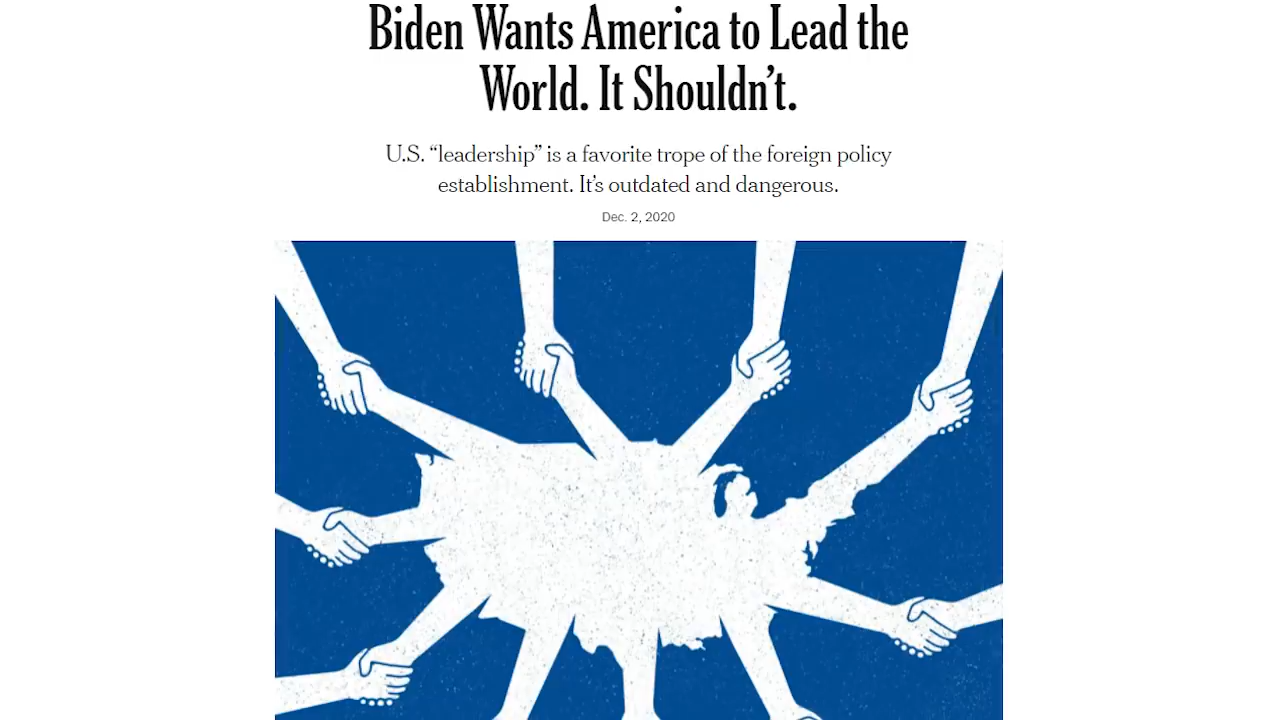 Biden Wants America to Lead the
World. It Shouldn’t.
U.S. “leadership” is a favorite trope of the foreign policy
establishment. It’s outdated and dangerous.
Dec. 2, 2020